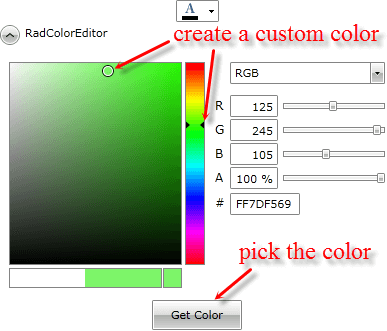 A
RadColorEditor
create a custom color
RGB
R 125
G 245
B 105
A 100 %
# FF7DF569
pick the color
Get Color